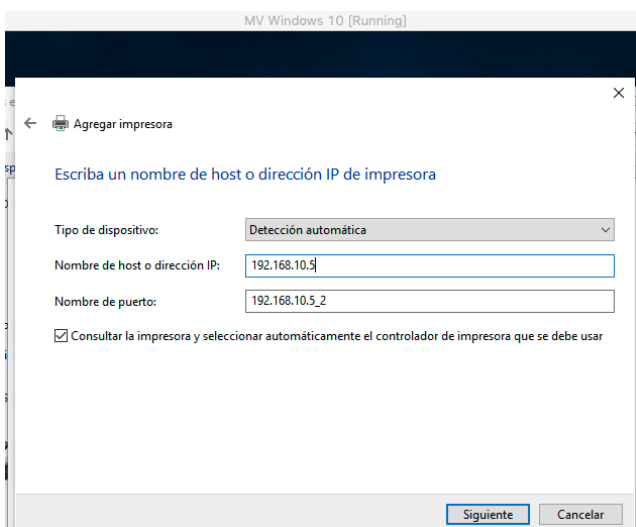 MV Windows 10 [Running]
Agregar impresora
Escriba un nombre de host o dirección IP de impresora
Tipo de dispositivo: Detección automática
Nombre de host o dirección IP: 192.168.10.5
Nombre de puerto: 192.168.10.5_2
Consultar la impresora y seleccionar automáticamente el controlador de impresora que se debe usar
Siguiente Cancelar